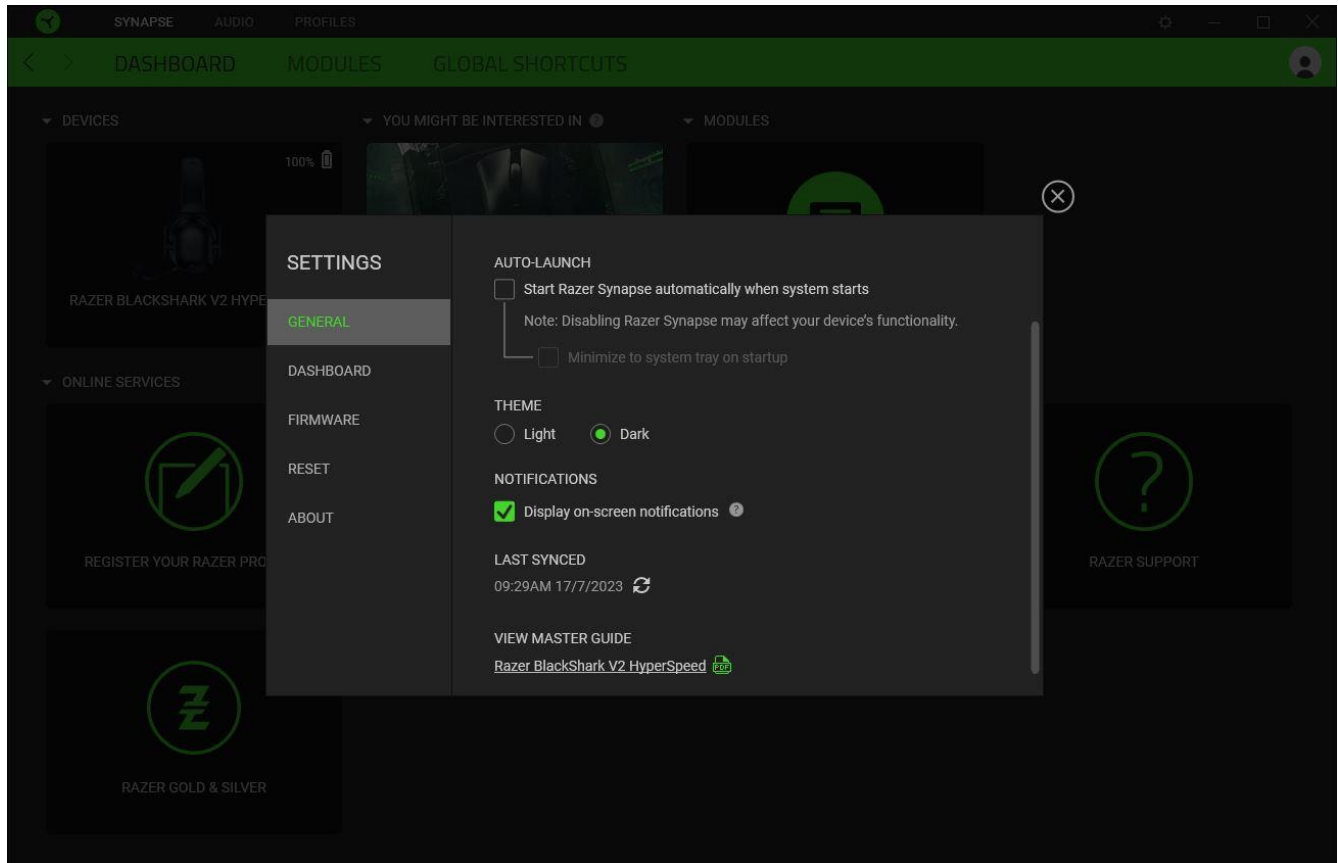 SYNAPSE AUDIO PROFILES
DASHBOARD MODULES GLOBAL SHORTCUTS
DEVICES
YOU MIGHT BE INTERESTED IN ?
MODULES
100%
RAZER BLACKSHARK V2 HYPE
ONLINE SERVICES
REGISTER YOUR RAZER PRO
RAZER SUPPORT
RAZER GOLD & SILVER
SETTINGS
GENERAL
DASHBOARD
FIRMWARE
RESET
ABOUT
AUTO-LAUNCH
Start Razer Synapse automatically when system starts
Note: Disabling Razer Synapse may affect your device's functionality.
Minimize to system tray on startup
THEME
Light Dark
NOTIFICATIONS
Display on-screen notifications ?
LAST SYNCED
09:29AM 17/7/2023
VIEW MASTER GUIDE
Razer BlackShark V2 HyperSpeed PDF